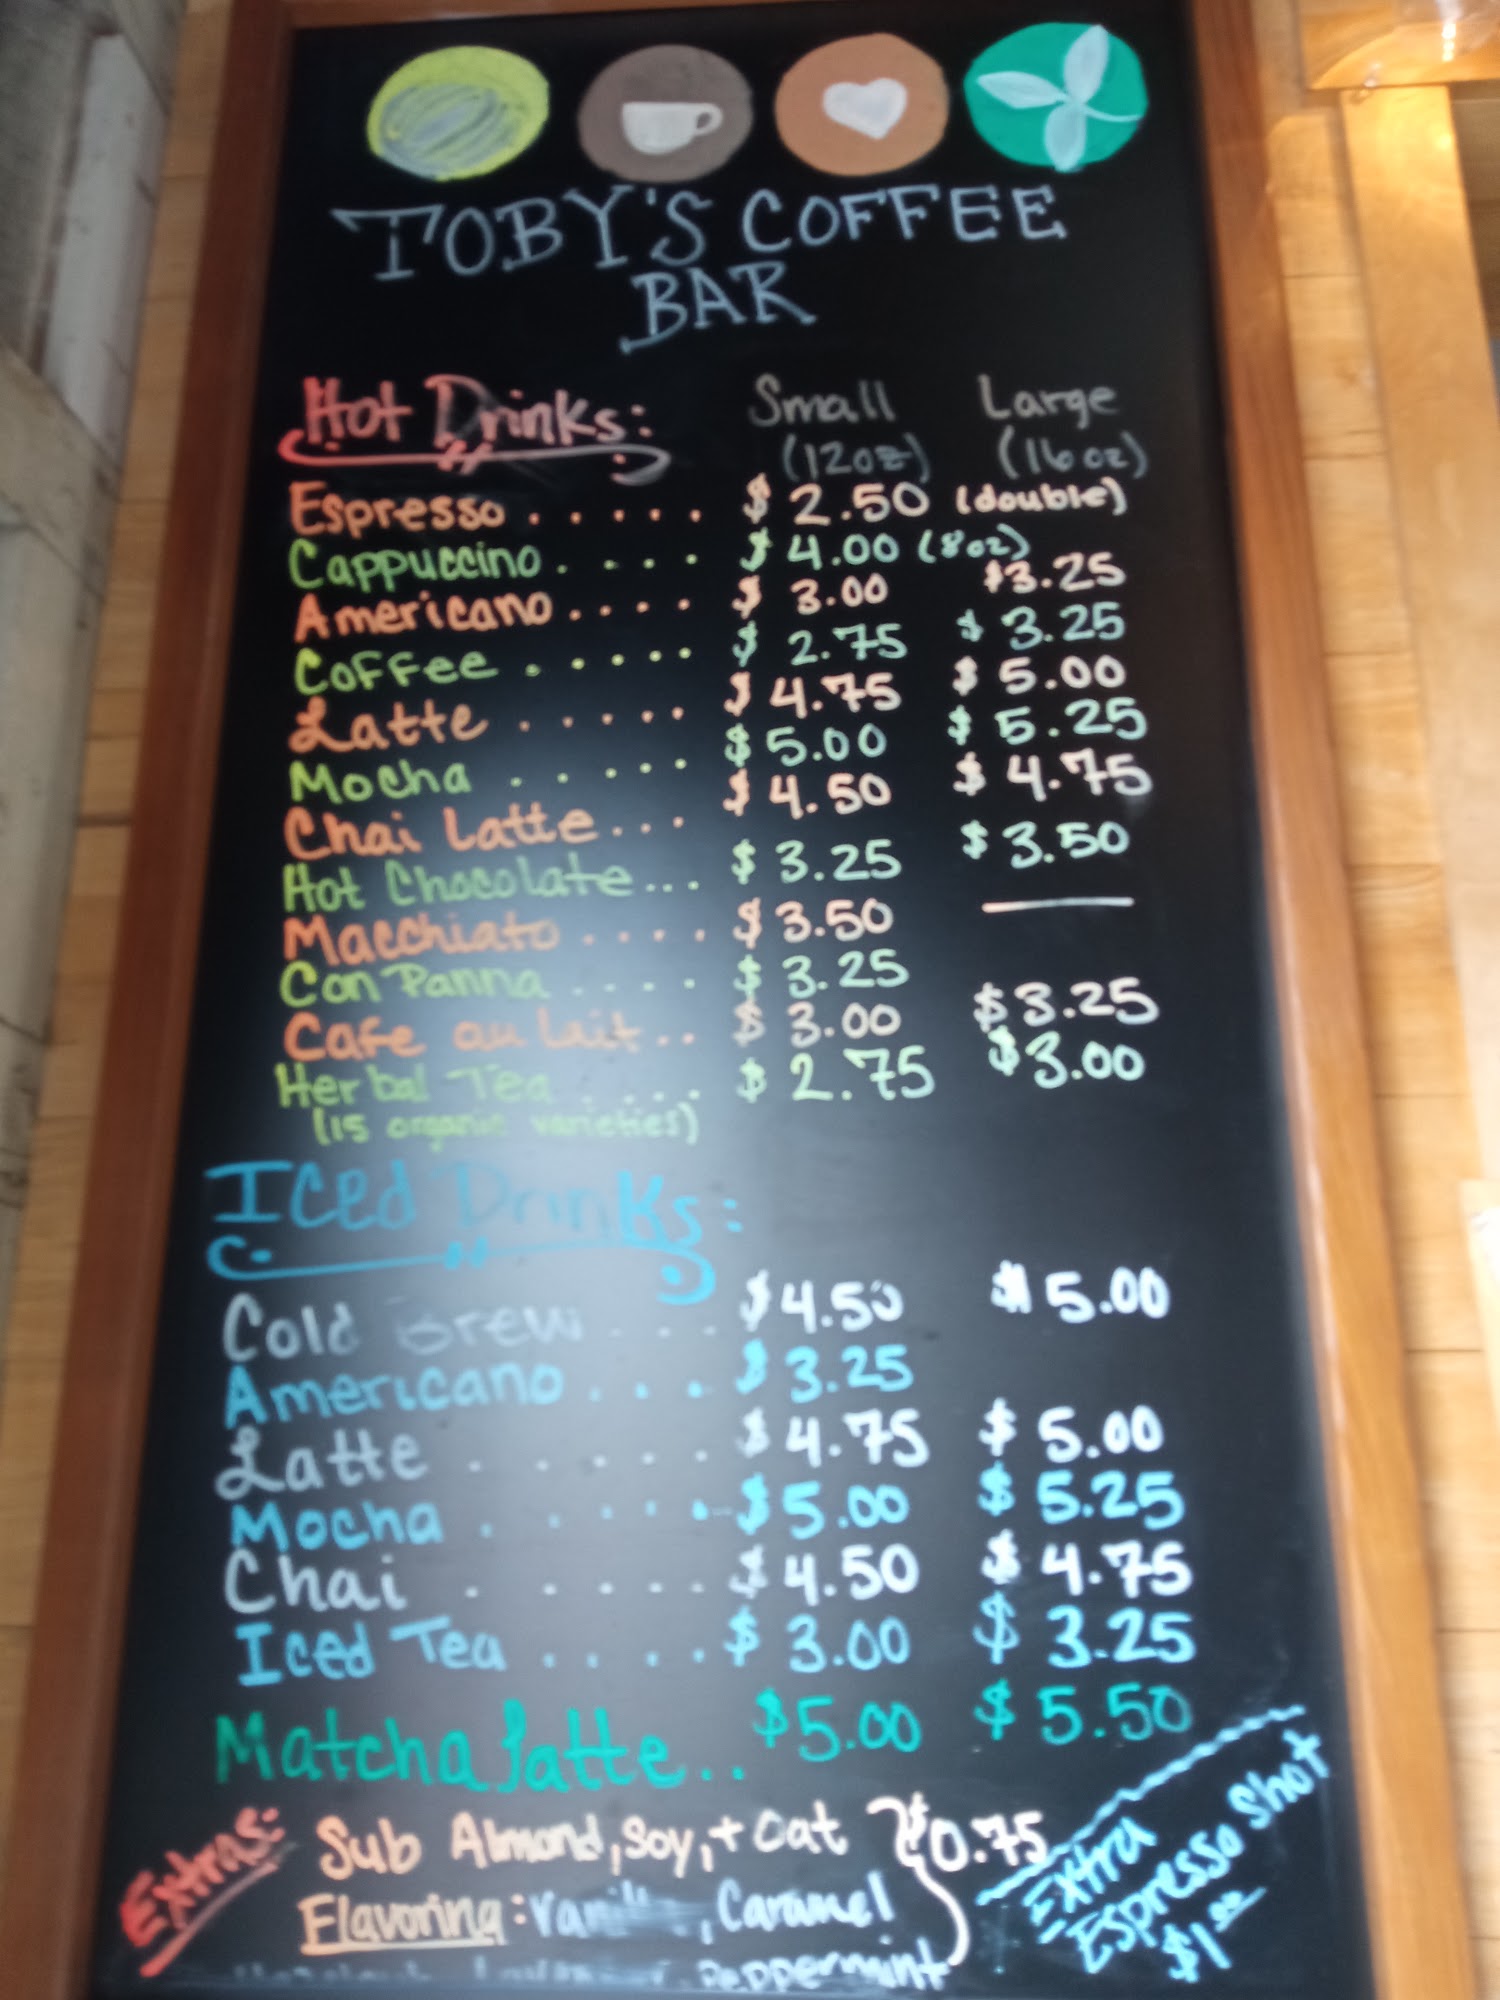 TOBY'S COFFEE
BAR
Hot Drinks: Small Large
(12oz) (16oz)
Espresso . . . . . $ 2.50 (double)
Cappuccino . . . . $ 4.00 (8oz)
Americano . . . . $ 3.00 $3.25
Coffee . . . . . $ 2.75 $ 3.25
Latte . . . . . $ 4.75 $ 5.00
Mocha . . . . . $ 5.00 $ 5.25
Chai Latte . . . $ 4.50 $ 4.75
Hot Chocolate ... $ 3.25 $ 3.50
Macchiato . . . . $ 3.50 —
Con Panna . . . . $ 3.25
Cafe au lait .. $ 3.00 $3.25
Herbal Tea . . . . $ 2.75 $3.00
(15 organic varieties)
Iced Drinks:
Cold Brew . . . $4.50 $ 5.00
Americano . . . $ 3.25
Latte . . . . . $4.75 $ 5.00
Mocha . . . . . $5.00 $ 5.25
Chai . . . . . $4.50 $ 4.75
Iced Tea . . . . $ 3.00 $ 3.25
Matcha Latte .. $5.00 $ 5.50
Extras: Sub Almond, Soy, + Oat $0.75
Flavoring: Vanilla, Caramel
Peppermint
Extra
Espresso Shot
$1.00